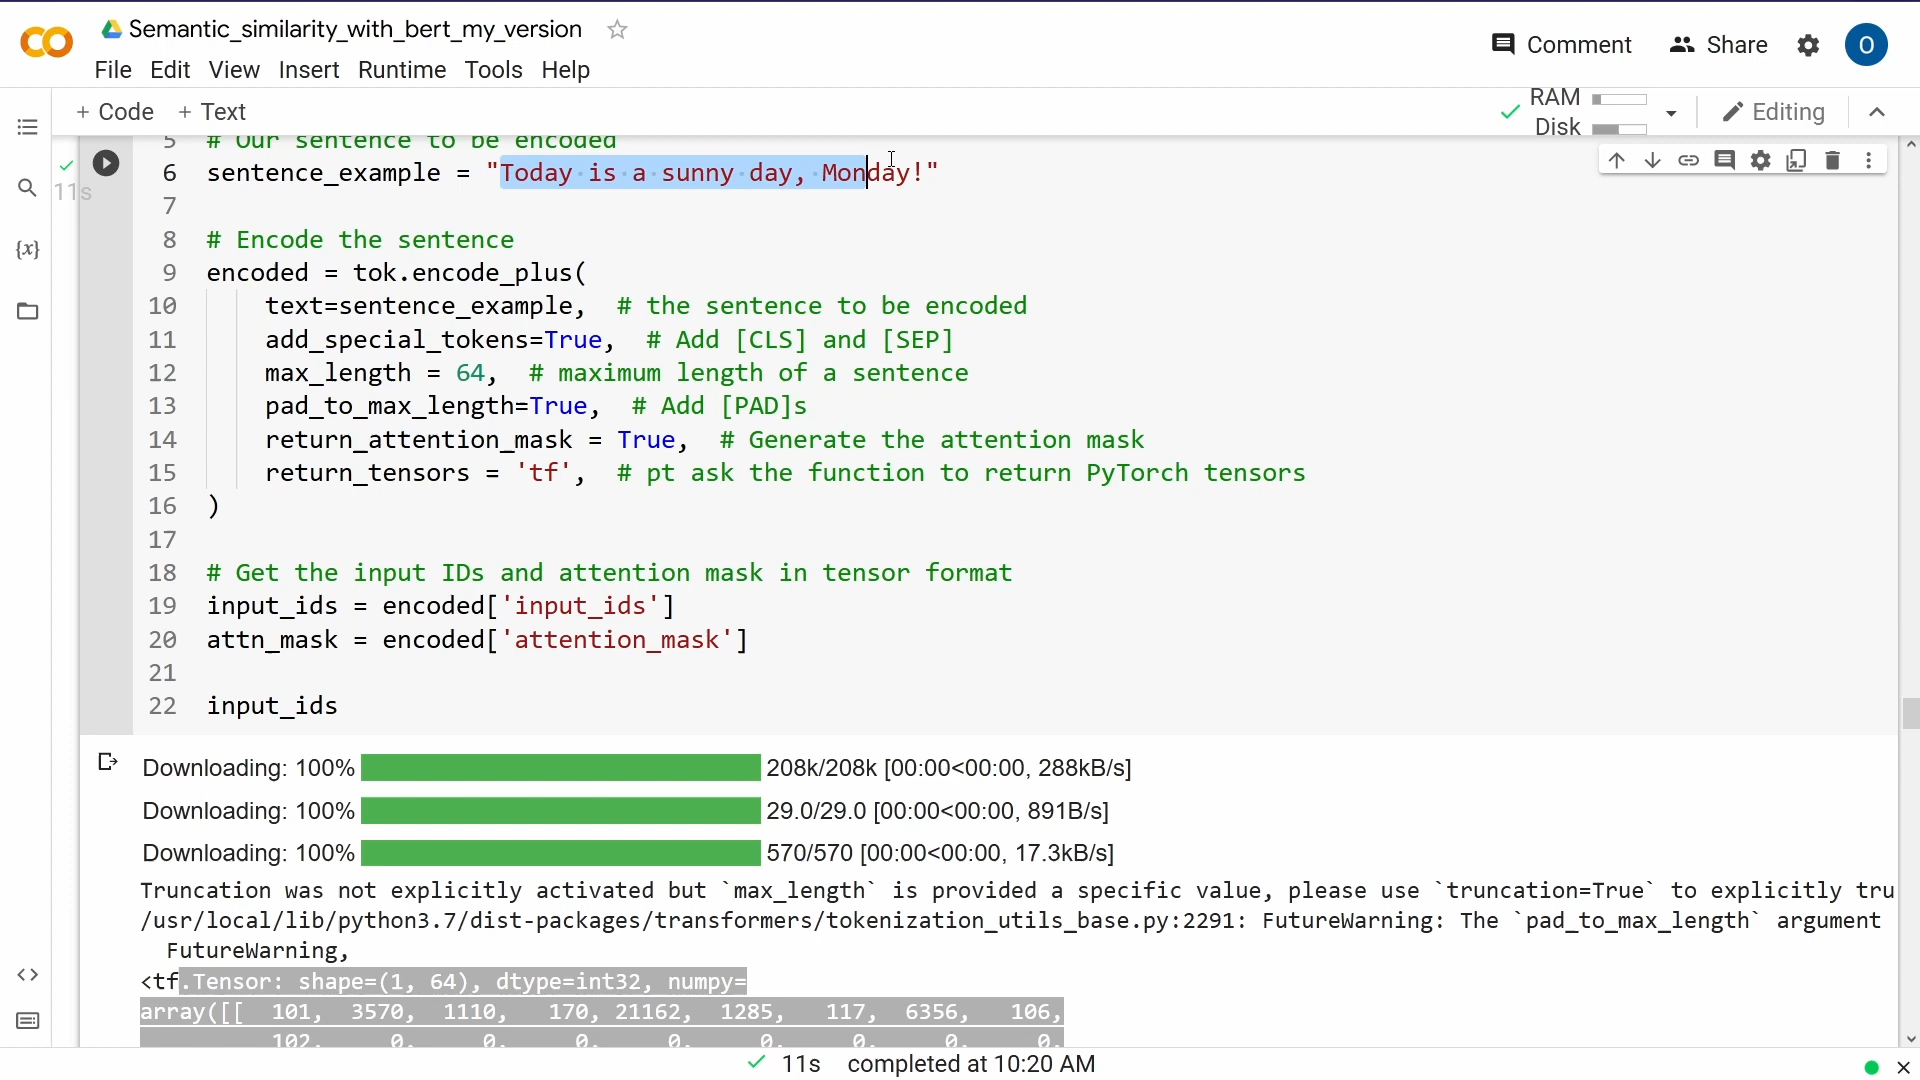 Semantic_similarity_with_bert_my_version
Comment
Share
O
File Edit View Insert Runtime Tools Help
+ Code + Text
RAM
Disk
Editing
11s
{x}
5 # Our sentence to be encoded
6 sentence_example = "Today is a sunny day, Monday!"
7
8 # Encode the sentence
9 encoded = tok.encode_plus(
10 text=sentence_example, # the sentence to be encoded
11 add_special_tokens=True, # Add [CLS] and [SEP]
12 max_length = 64, # maximum length of a sentence
13 pad_to_max_length=True, # Add [PAD]s
14 return_attention_mask = True, # Generate the attention mask
15 return_tensors = 'tf', # pt ask the function to return PyTorch tensors
16 )
17
18 # Get the input IDs and attention mask in tensor format
19 input_ids = encoded['input_ids']
20 attn_mask = encoded['attention_mask']
21
22 input_ids
Downloading: 100% 208k/208k [00:00<00:00, 288kB/s]
Downloading: 100% 29.0/29.0 [00:00<00:00, 891B/s]
Downloading: 100% 570/570 [00:00<00:00, 17.3kB/s]
Truncation was not explicitly activated but `max_length` is provided a specific value, please use `truncation=True` to explicitly tru
/usr/local/lib/python3.7/dist-packages/transformers/tokenization_utils_base.py:2291: FutureWarning: The `pad_to_max_length` argument
FutureWarning,
<tf.Tensor: shape=(1, 64), dtype=int32, numpy=
array([[ 101, 3570, 1110, 170, 21162, 1285, 117, 6356, 106,
102, 0, 0, 0, 0, 0, 0, 0, 0,
11s completed at 10:20 AM